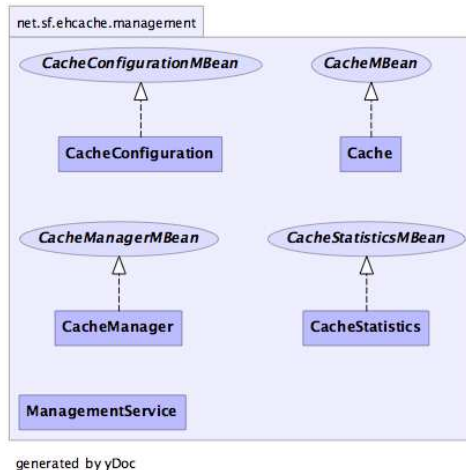 net.sf.ehcache.management
CacheConfigurationMBean
CacheMBean
CacheConfiguration
Cache
CacheManagerMBean
CacheStatisticsMBean
CacheManager
CacheStatistics
ManagementService
generated by yDoc